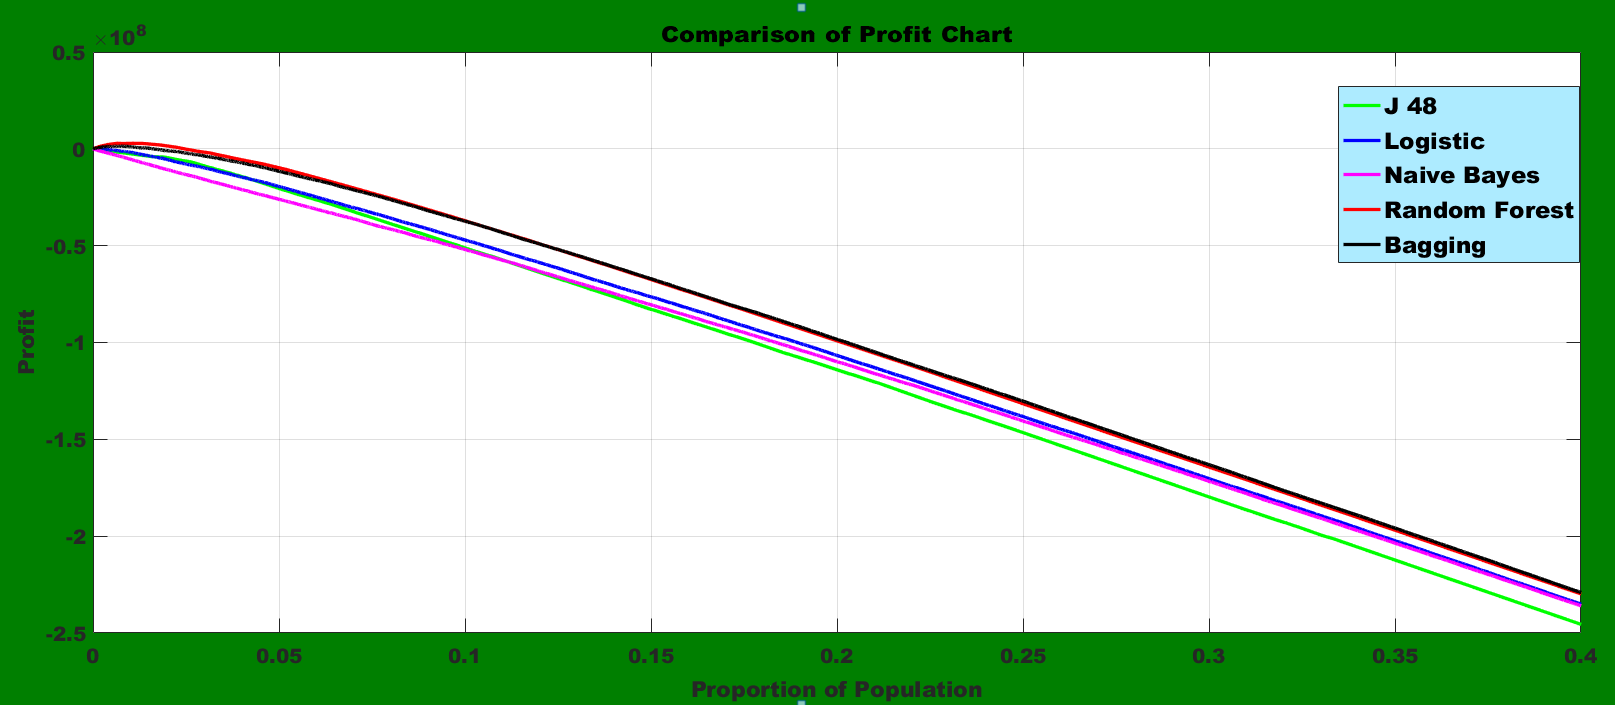 Comparison of Profit Chart
×10⁸
0.5
0
-0.5
-1
-1.5
-2
-2.5
Profit
0 0.05 0.1 0.15 0.2 0.25 0.3 0.35 0.4
Proportion of Population
J 48
Logistic
Naive Bayes
Random Forest
Bagging